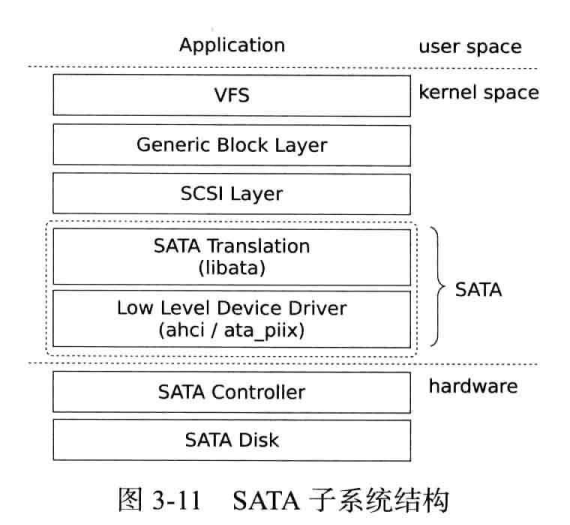 Application
user space
VFS
kernel space
Generic Block Layer
SCSI Layer
SATA Translation
(libata)
SATA
Low Level Device Driver
(ahci / ata_piix)
SATA Controller
hardware
SATA Disk
图 3-11 SATA 子系统结构